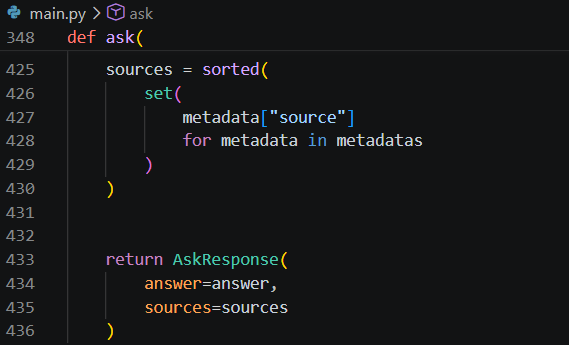 main.py > ask
348 def ask(
425 sources = sorted(
426 set(
427 metadata["source"]
428 for metadata in metadatas
429 )
430 )
431
432
433 return AskResponse(
434 answer=answer,
435 sources=sources
436 )